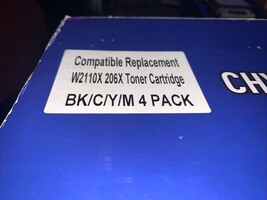 Compatible Replacement
W2110X 206X Toner Cartridge
BK/C/Y/M 4 PACK